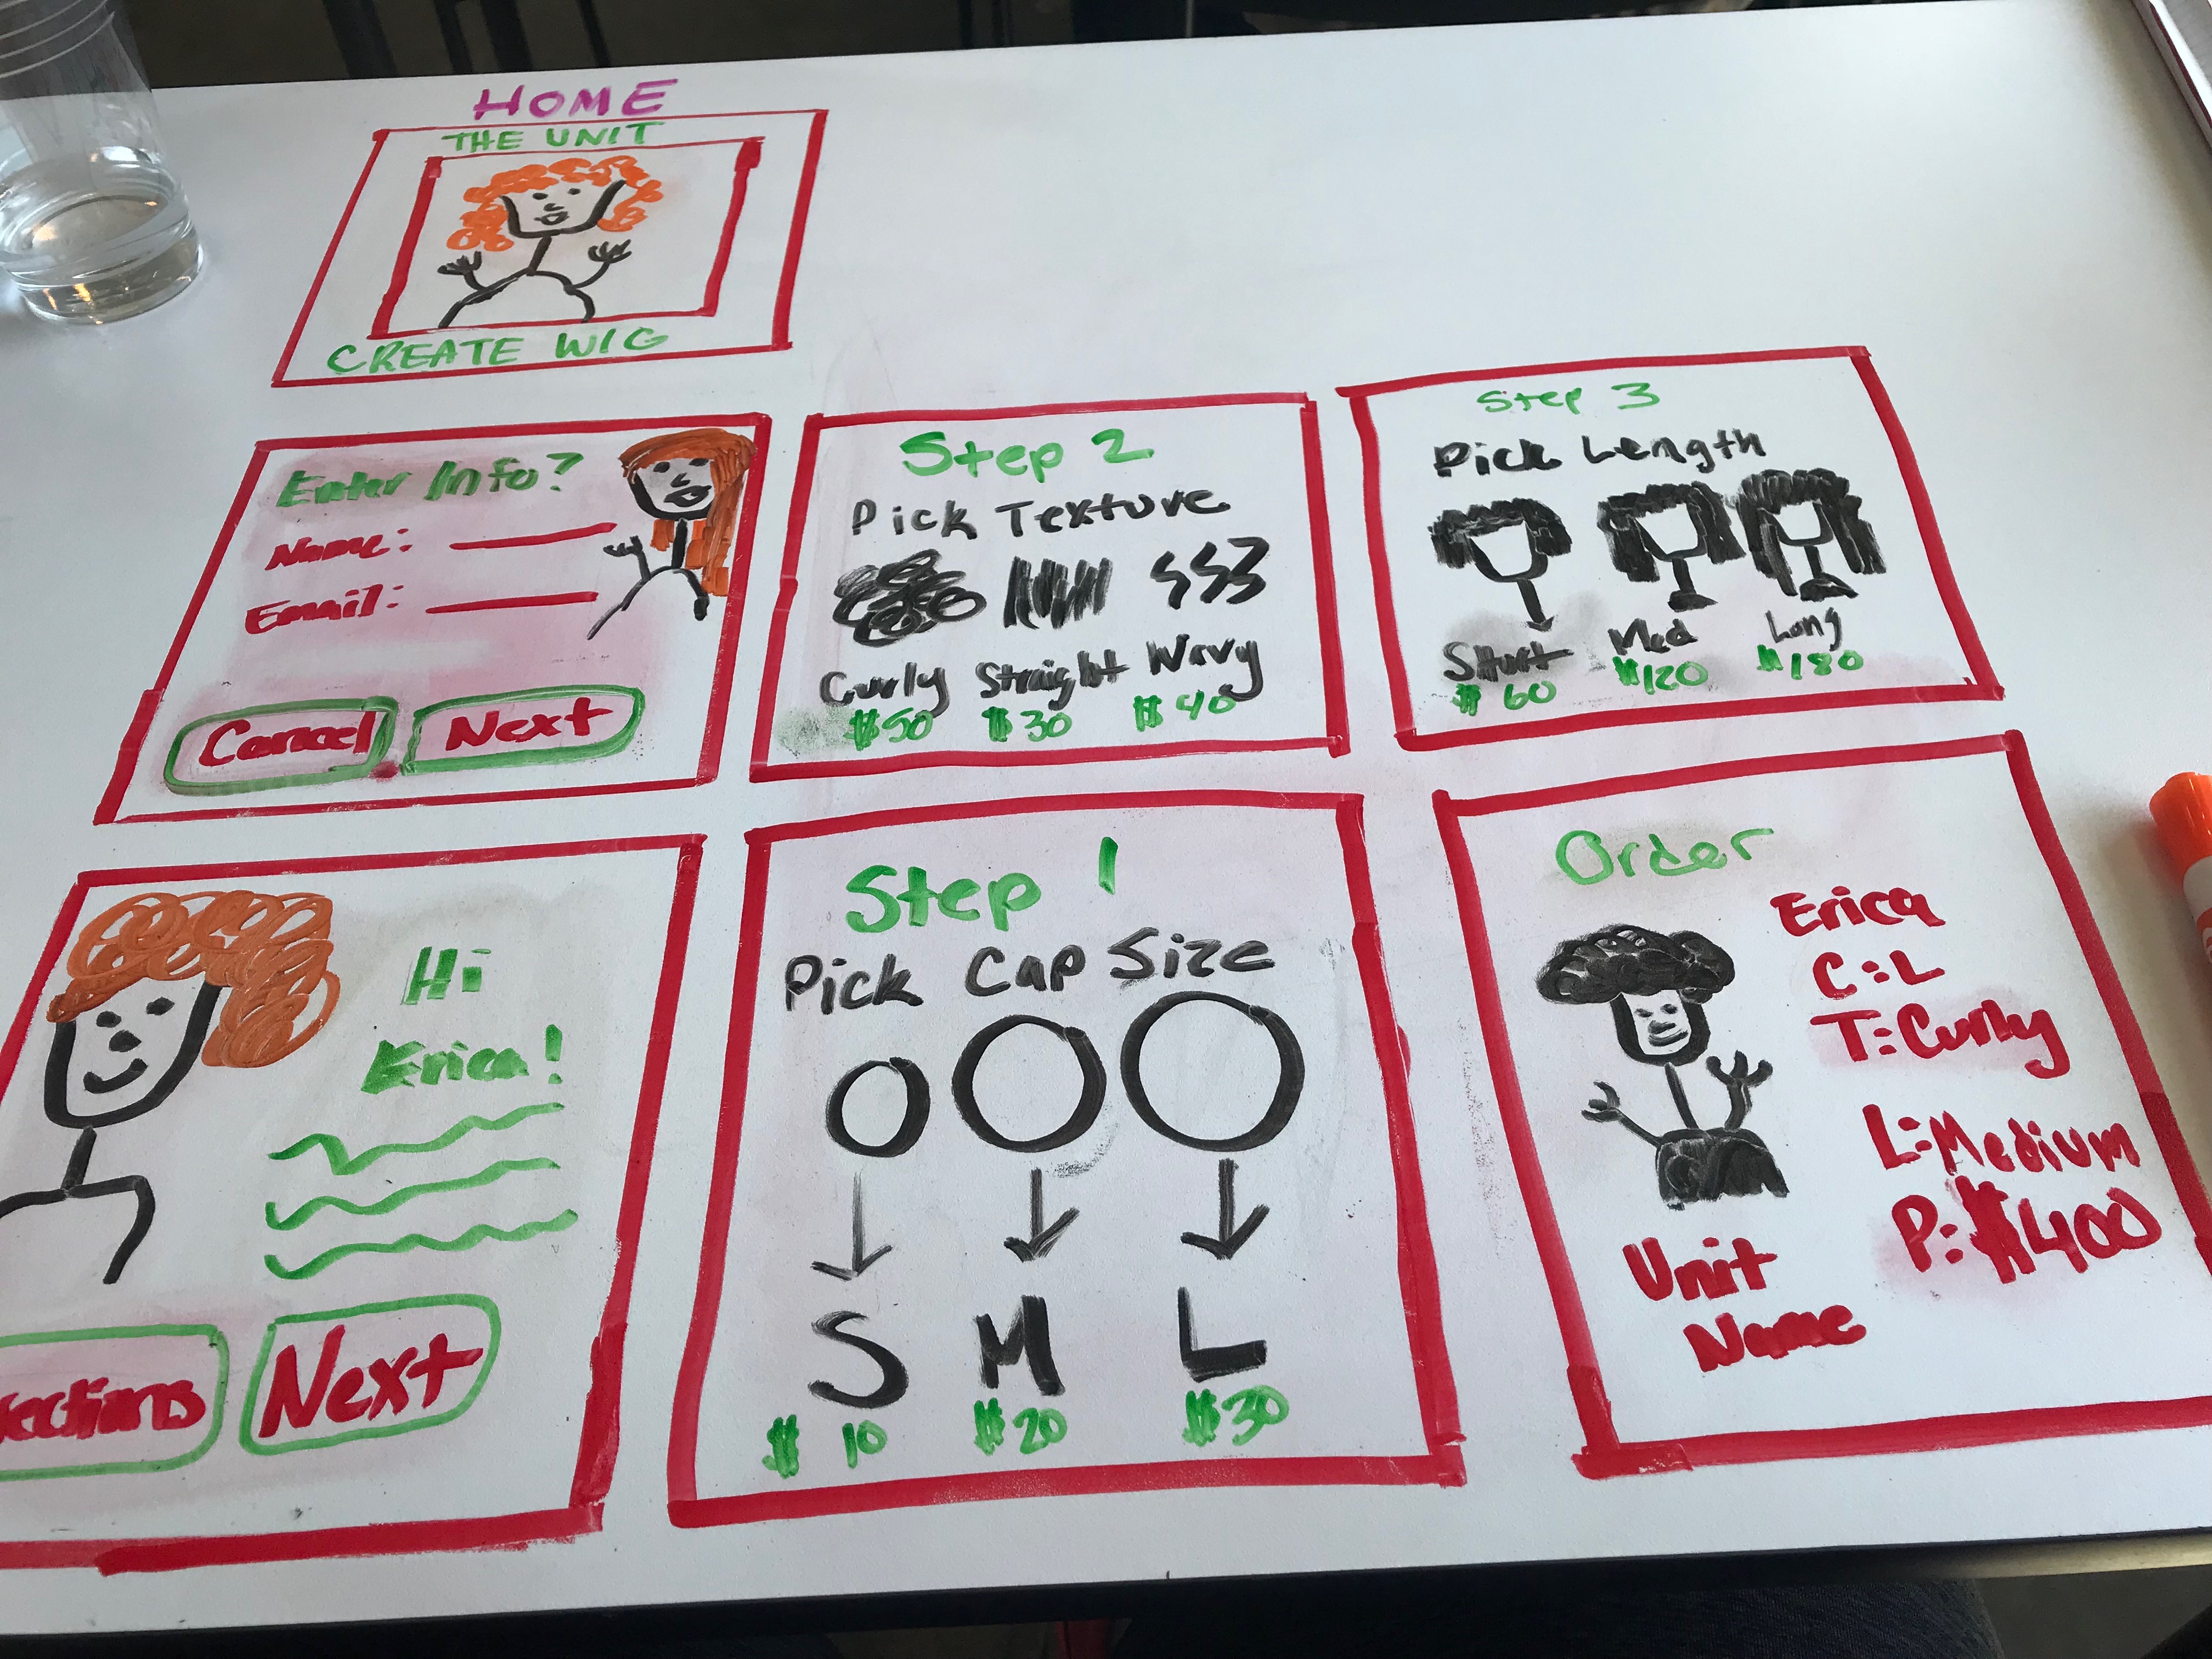 HOME
THE UNIT
CREATE WIG
Enter Info?
Name:
Email:
Cancel Next
Step 2
Pick Texture
Curly Straight Wavy
$50 $30 $40
Step 3
Pick Length
Short Med Long
$60 $120 $180
Hi
Erica!
Next
Step 1
Pick Cap Size
S M L
$10 $20 $30
Order
Erica
C:L
T:Curly
L:Medium
P:$400
Unit
Name